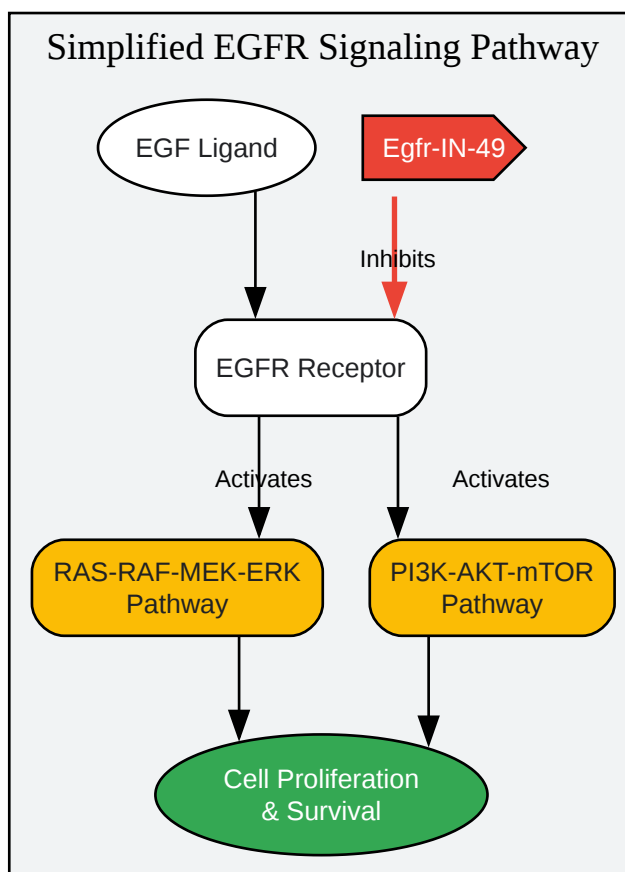 Simplified EGFR Signaling Pathway
EGF Ligand
Egfr-IN-49
Inhibits
EGFR Receptor
Activates
Activates
RAS-RAF-MEK-ERK
Pathway
PI3K-AKT-mTOR
Pathway
Cell Proliferation
& Survival